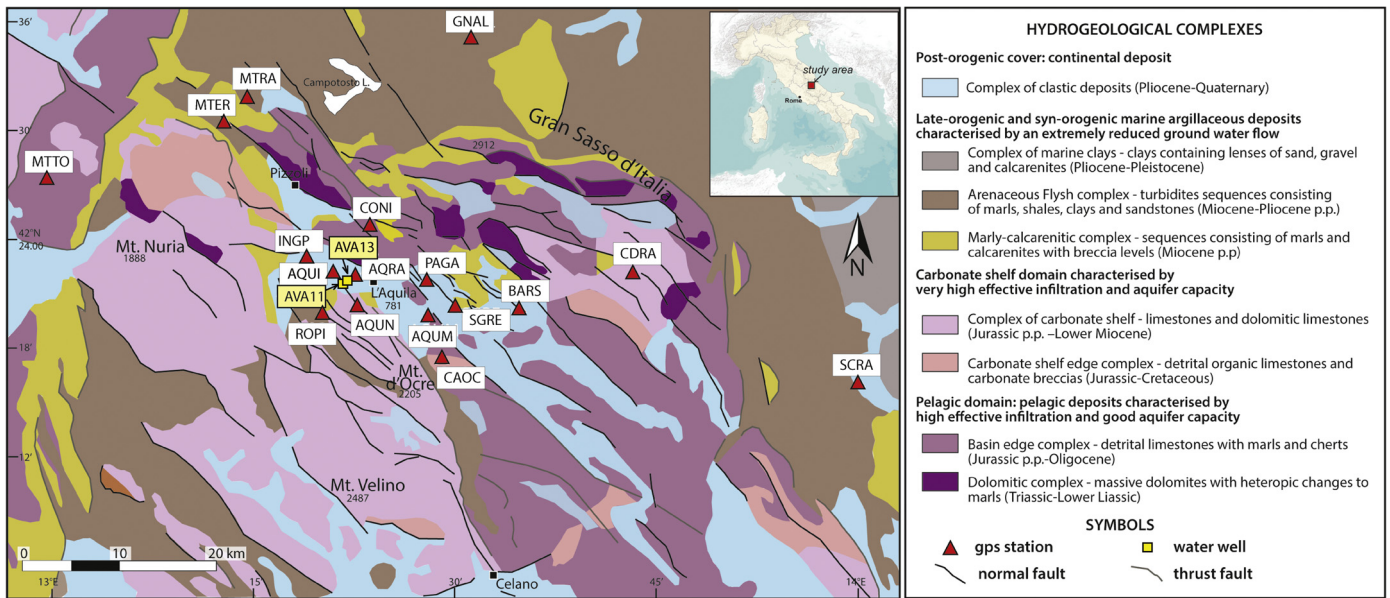 36'
GNAL
MTRA
Campotosto L.
MTER
study area
Rome
30'
Gran Sasso d'Italia
2912
MTTO
CONI
42°N
24.00
Mt. Nuria
1888
INGP
AVA13
AQUI
AQRA
PAGA
CDRA
AVA11
L'Aquila
781
BARS
ROPI
AQUN
AQUM
SGRE
18'
Mt.
d'Ocre
2205
CAOC
SCRA
N
12'
Mt. Velino
2487
0 10 20 km
Celano
13°E 15' 30' 45' 14°E
HYDROGEOLOGICAL COMPLEXES
Post-orogenic cover: continental deposit
Complex of clastic deposits (Pliocene-Quaternary)
Late-orogenic and syn-orogenic marine argillaceous deposits
characterised by an extremely reduced ground water flow
Complex of marine clays - clays containing lenses of sand, gravel
and calcarenites (Pliocene-Pleistocene)
Arenaceous Flysh complex - turbidites sequences consisting
of marls, shales, clays and sandstones (Miocene-Pliocene p.p.)
Marly-calcarenitic complex - sequences consisting of marls and
calcarenites with breccia levels (Miocene p.p)
Carbonate shelf domain characterised by
very high effective infiltration and aquifer capacity
Complex of carbonate shelf - limestones and dolomitic limestones
(Jurassic p.p. –Lower Miocene)
Carbonate shelf edge complex - detrital organic limestones and
carbonate breccias (Jurassic-Cretaceous)
Pelagic domain: pelagic deposits characterised by
high effective infiltration and good aquifer capacity
Basin edge complex - detrital limestones with marls and cherts
(Jurassic p.p.-Oligocene)
Dolomitic complex - massive dolomites with heteropic changes to
marls (Triassic-Lower Liassic)
SYMBOLS
gps station
water well
normal fault
thrust fault